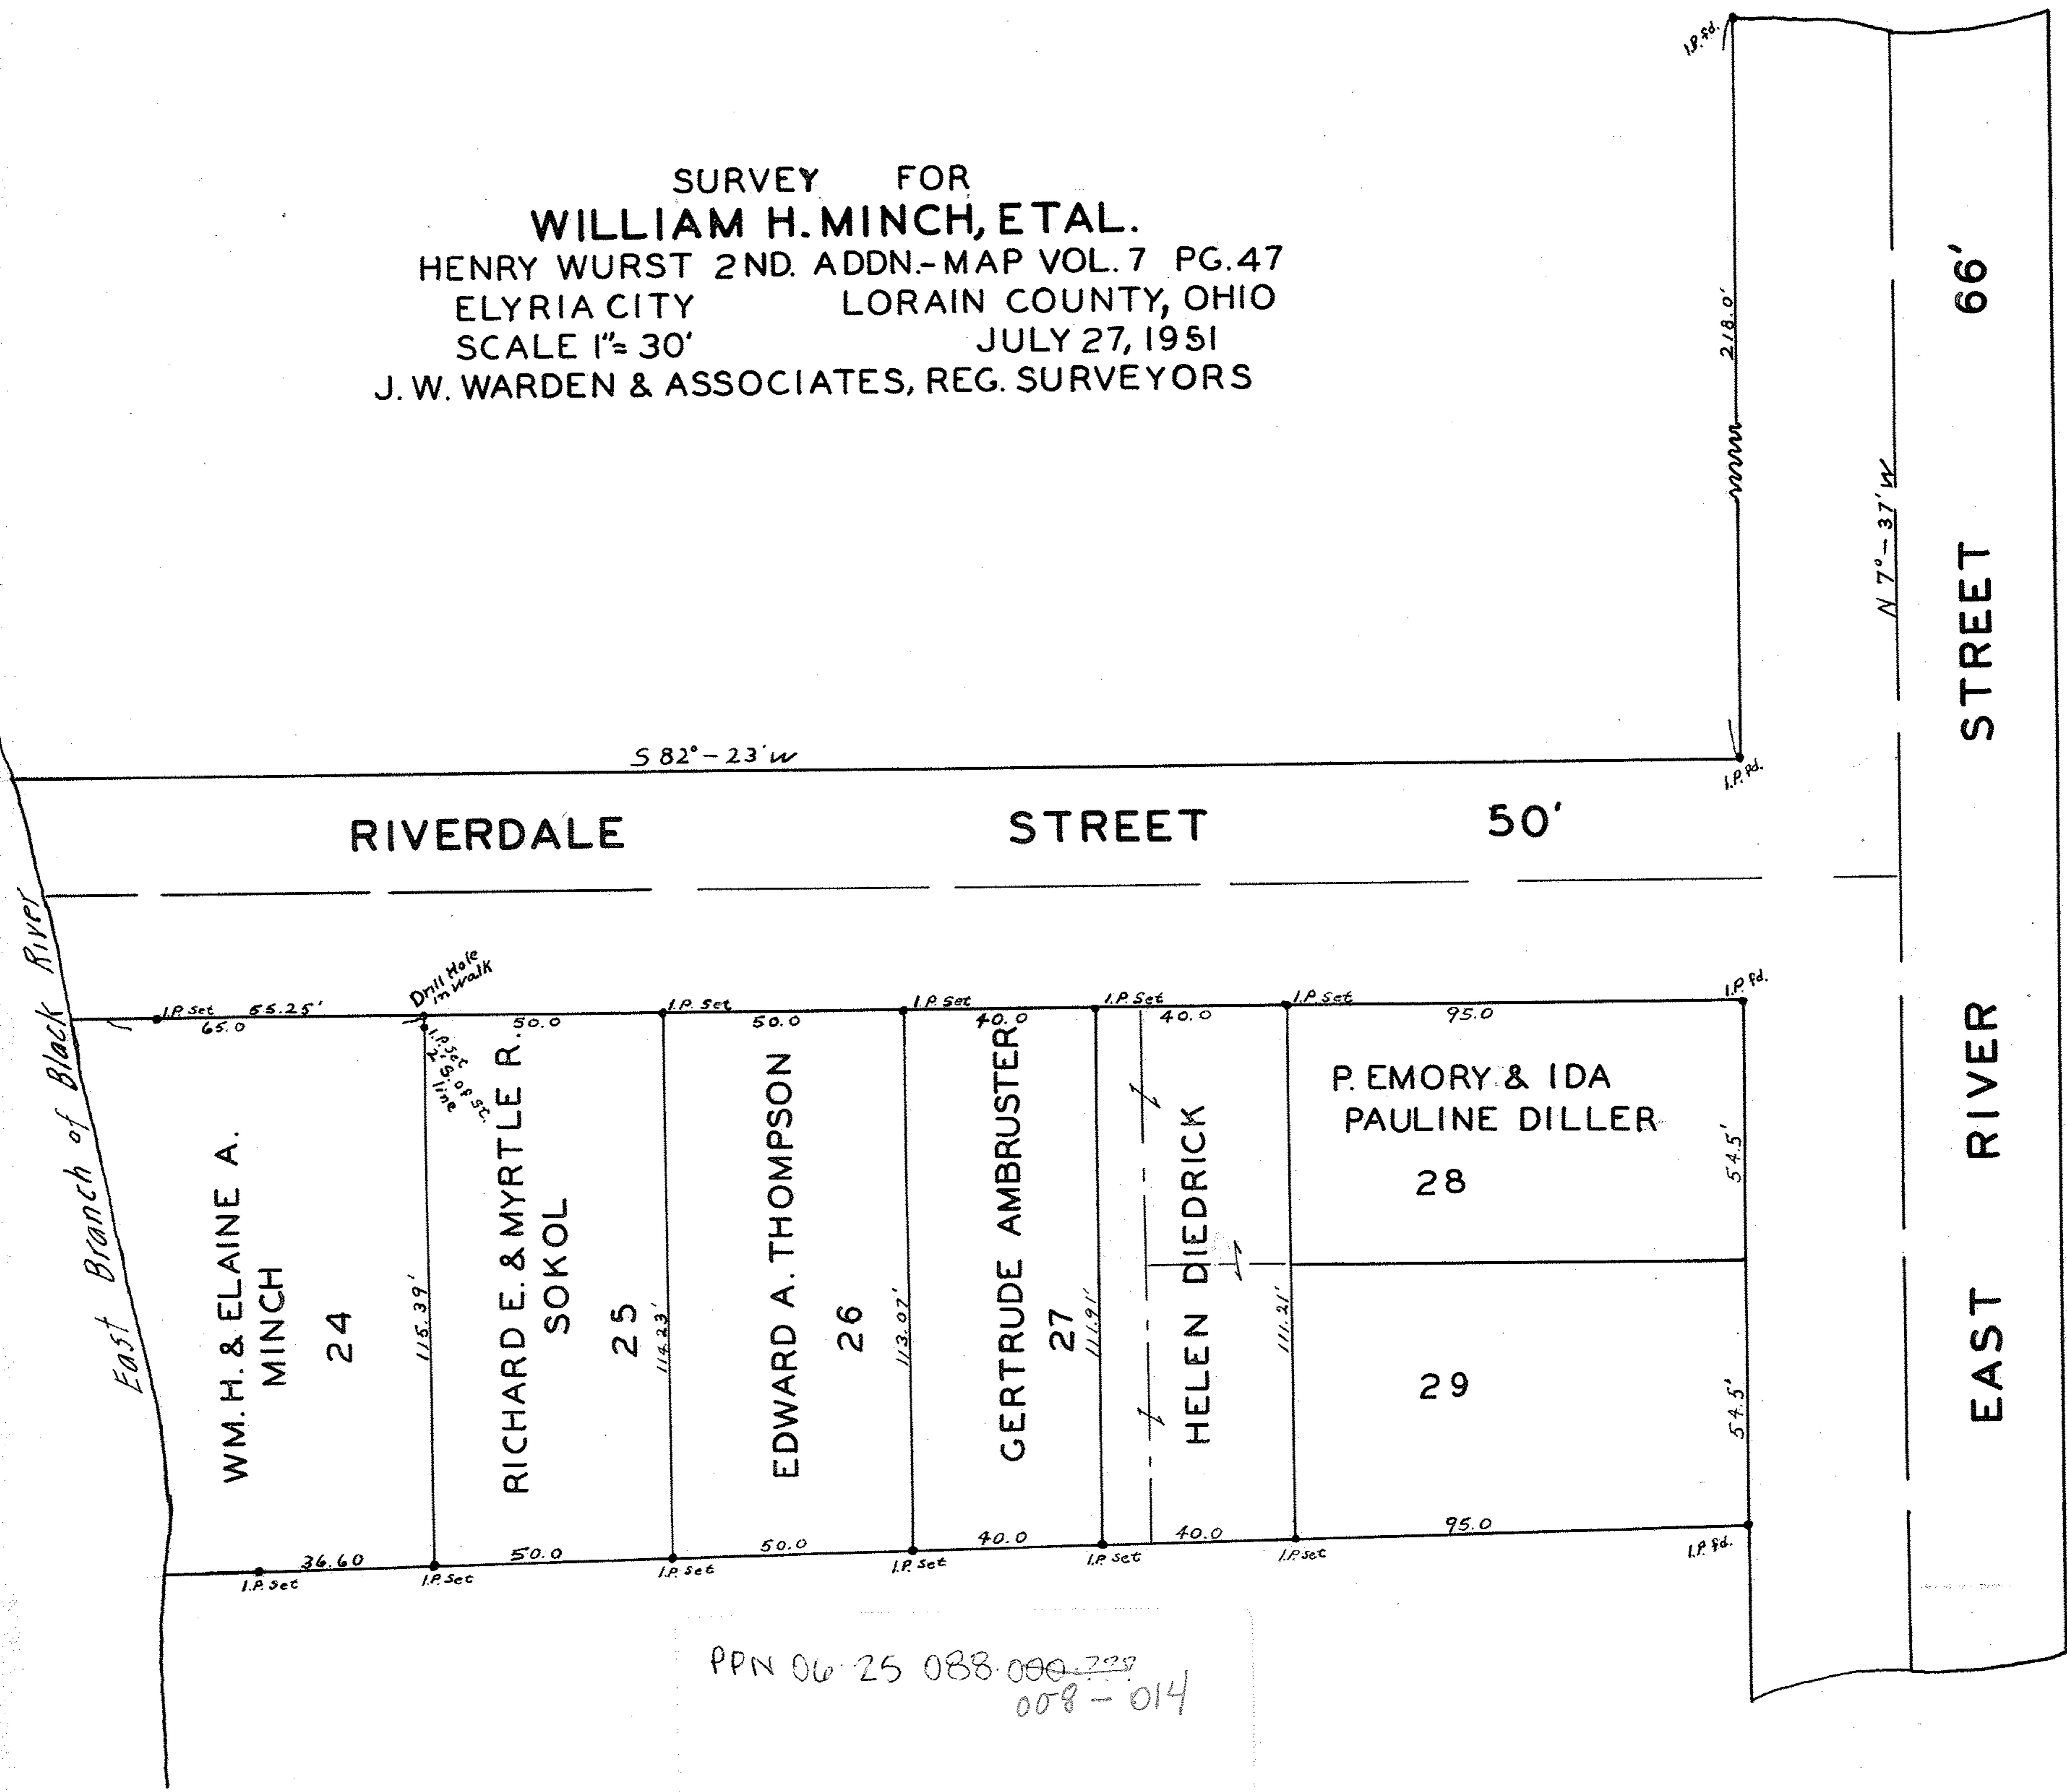 I.P. fd.
SURVEY FOR
WILLIAM H. MINCH, ETAL.
HENRY WURST 2ND. ADDN.-MAP VOL. 7 PG. 47
ELYRIA CITY LORAIN COUNTY, OHIO
SCALE 1"= 30' JULY 27, 1951
J. W. WARDEN & ASSOCIATES, REG. SURVEYORS
218.0'
N 7°-37' W
EAST RIVER STREET 66'
S 82°-23' W
I.P. fd.
RIVERDALE STREET 50'
East Branch of Black River
Drill Hole
in walk
I.P. Set 55.25'
65.0
I.P. Set
2' S. of St.
line
50.0
I.P. Set
50.0
I.P. Set
40.0
I.P. Set
40.0
I.P. Set
95.0
I.P. fd.
WM. H. & ELAINE A.
MINCH
24
115.39'
RICHARD E. & MYRTLE R.
SOKOL
25
114.23'
EDWARD A. THOMPSON
26
113.07'
GERTRUDE AMBRUSTER
27
111.91'
HELEN DIEDRICK
111.21'
P. EMORY & IDA
PAULINE DILLER
28
54.5'
29
54.5'
36.60
I.P. Set
I.P. Set
50.0
I.P. Set
50.0
I.P. Set
40.0
I.P. Set
40.0
I.P. Set
95.0
I.P. fd.
PPN 06 25 088.000.???
008 - 014